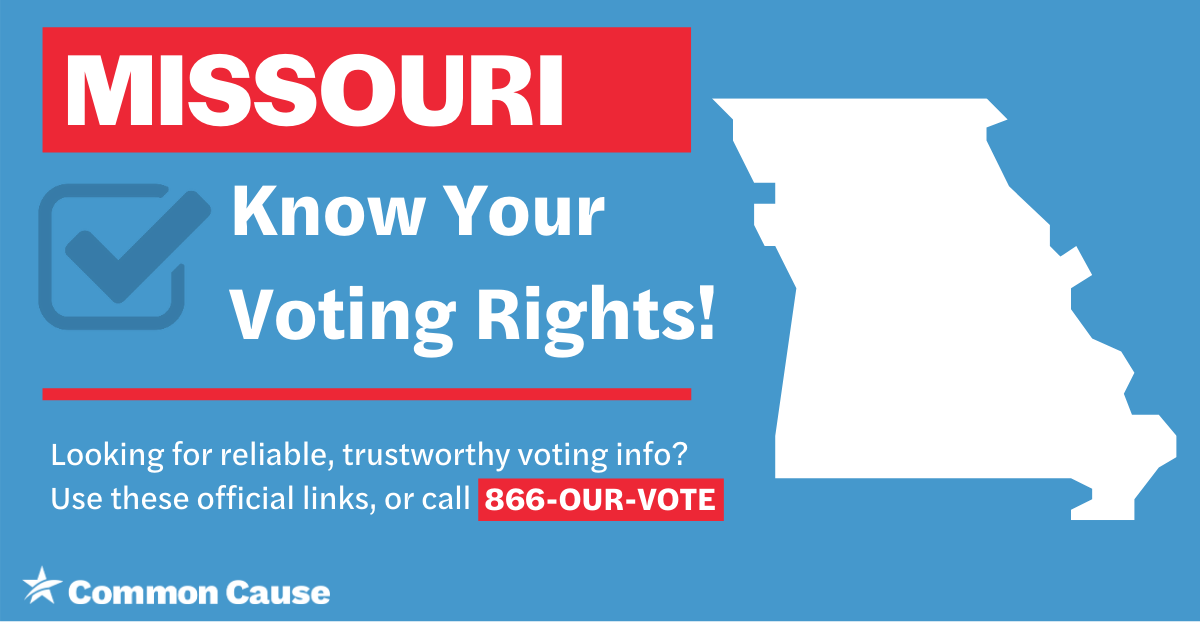 MISSOURI
Know Your
Voting Rights!
Looking for reliable, trustworthy voting info?
Use these official links, or call 866-OUR-VOTE
Common Cause